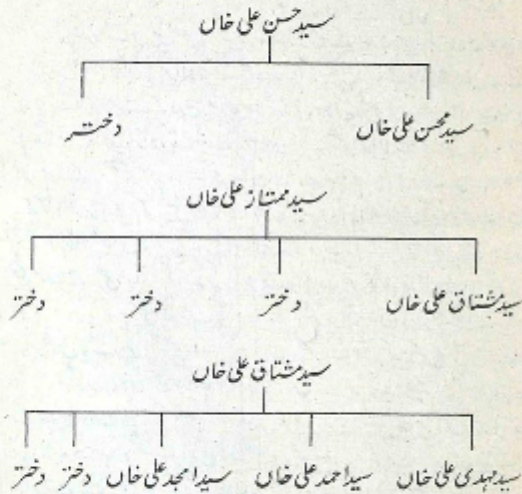 سید حسن علی خاں
سید محسن علی خاں دختر
سید ممتاز علی خاں
سید مشتاق علی خاں دختر دختر دختر
سید مشتاق علی خاں
سید مہدی علی خاں سید احمد علی خاں سید امجد علی خاں دختر دختر